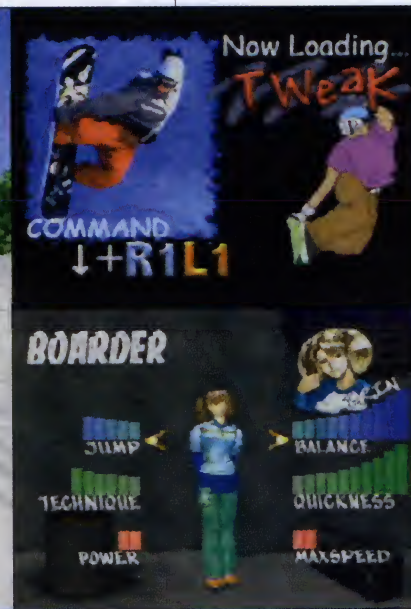 Now Loading...
TWeaK
COMMAND
↓+R1L1
BOARDER
JUMP
BALANCE
TECHNIQUE
QUICKNESS
POWER
MAXSPEED